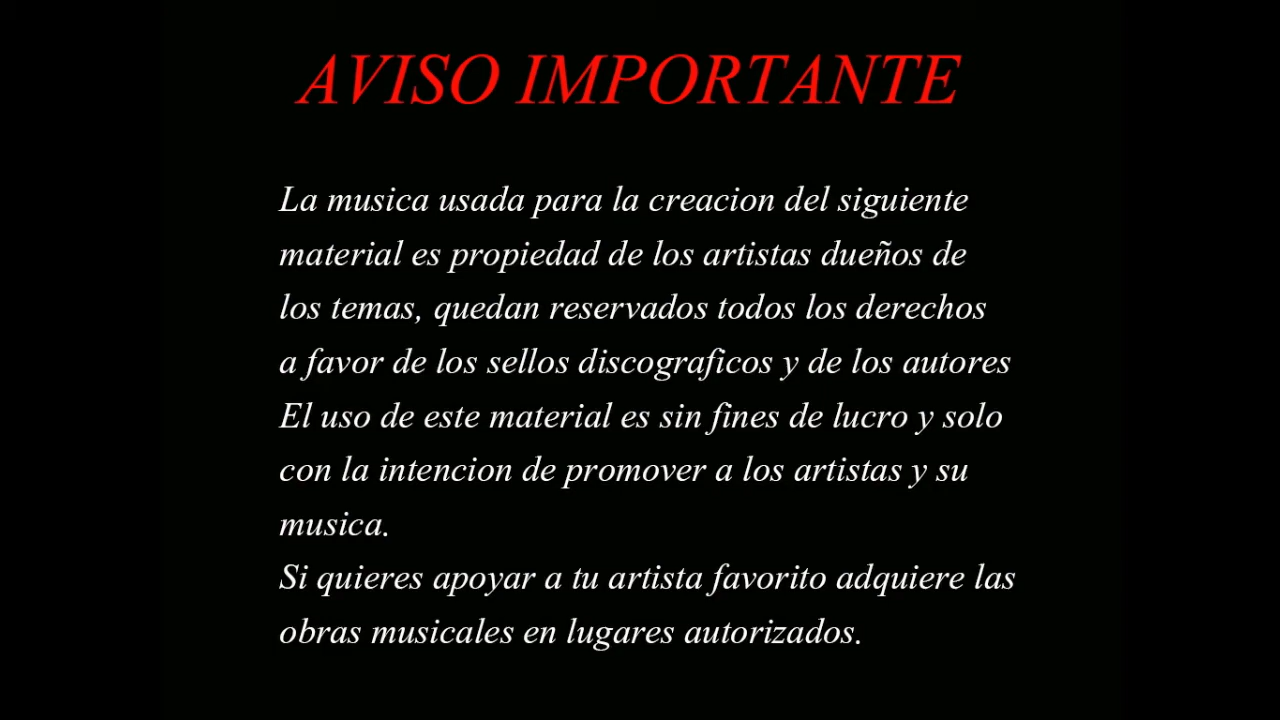 AVISO IMPORTANTE
La musica usada para la creacion del siguiente
material es propiedad de los artistas dueños de
los temas, quedan reservados todos los derechos
a favor de los sellos discograficos y de los autores
El uso de este material es sin fines de lucro y solo
con la intencion de promover a los artistas y su
musica.
Si quieres apoyar a tu artista favorito adquiere las
obras musicales en lugares autorizados.